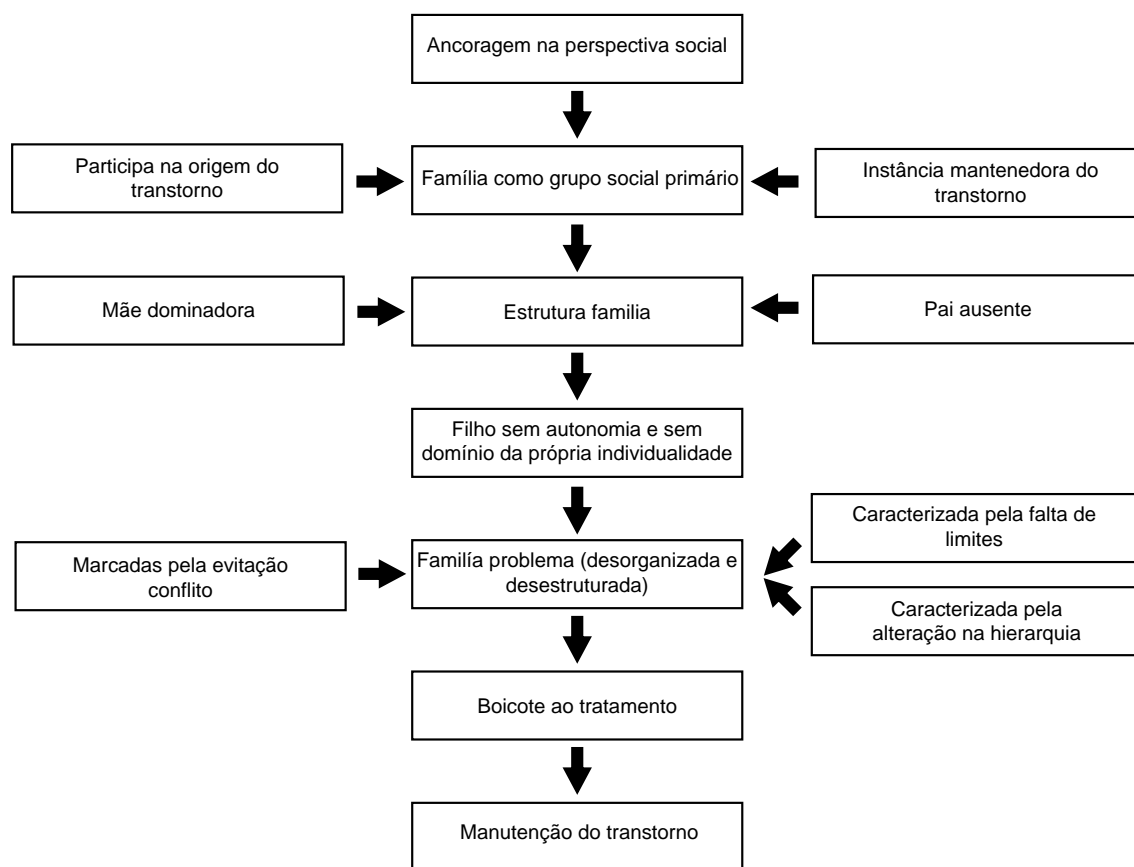 Ancoragem na perspectiva social
Participa na origem do
transtorno
Família como grupo social primário
Instância mantenedora do
transtorno
Mãe dominadora
Estrutura familia
Pai ausente
Filho sem autonomia e sem
domínio da própria individualidade
Marcadas pela evitação
conflito
Familía problema (desorganizada e
desestruturada)
Caracterizada pela falta de
limites
Caracterizada pela
alteração na hierarquia
Boicote ao tratamento
Manutenção do transtorno